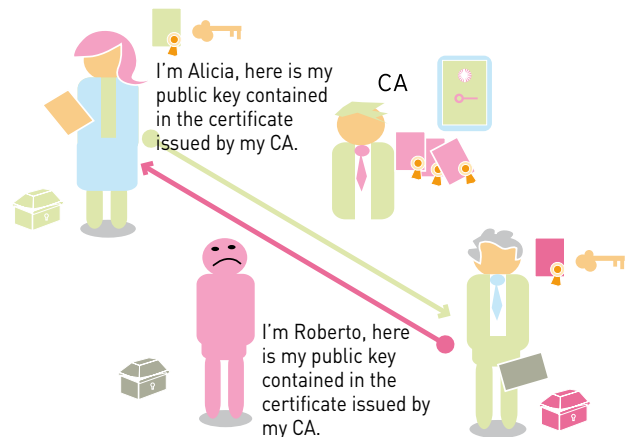 I'm Alicia, here is my
public key contained
in the certificate
issued by my CA.
CA
I'm Roberto, here
is my public key
contained in the
certificate issued by
my CA.